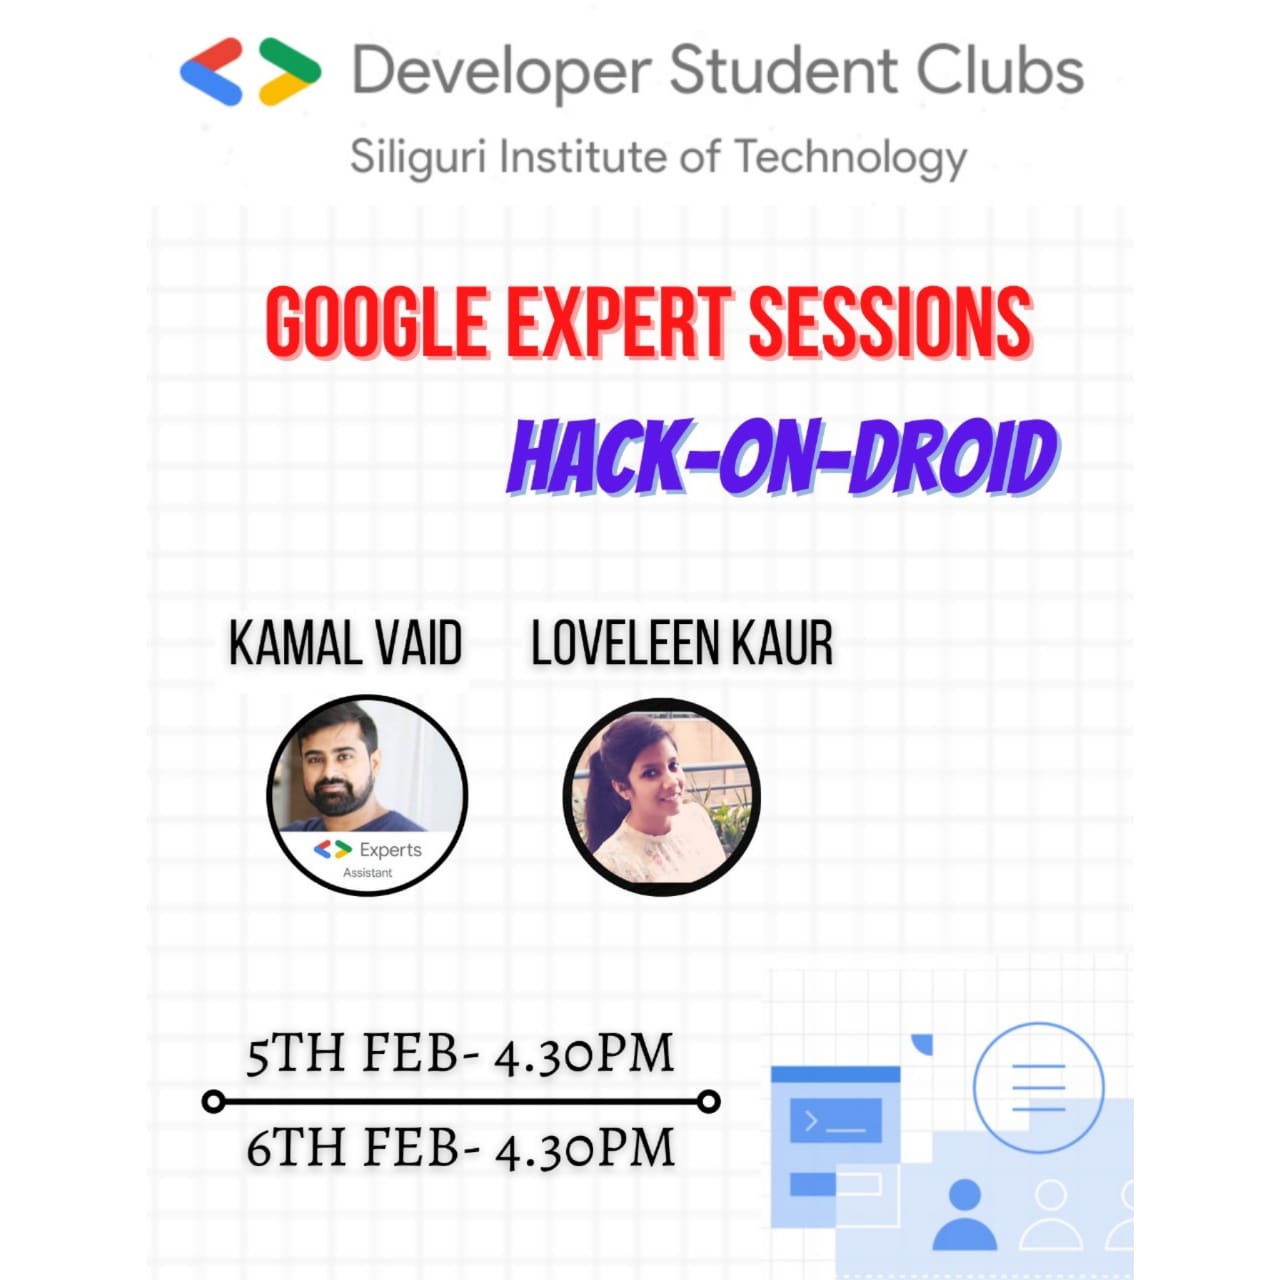 Developer Student Clubs
Siliguri Institute of Technology
GOOGLE EXPERT SESSIONS
HACK-ON-DROID
KAMAL VAID LOVELEEN KAUR
Experts
Assistant
5TH FEB- 4.30PM
6TH FEB- 4.30PM